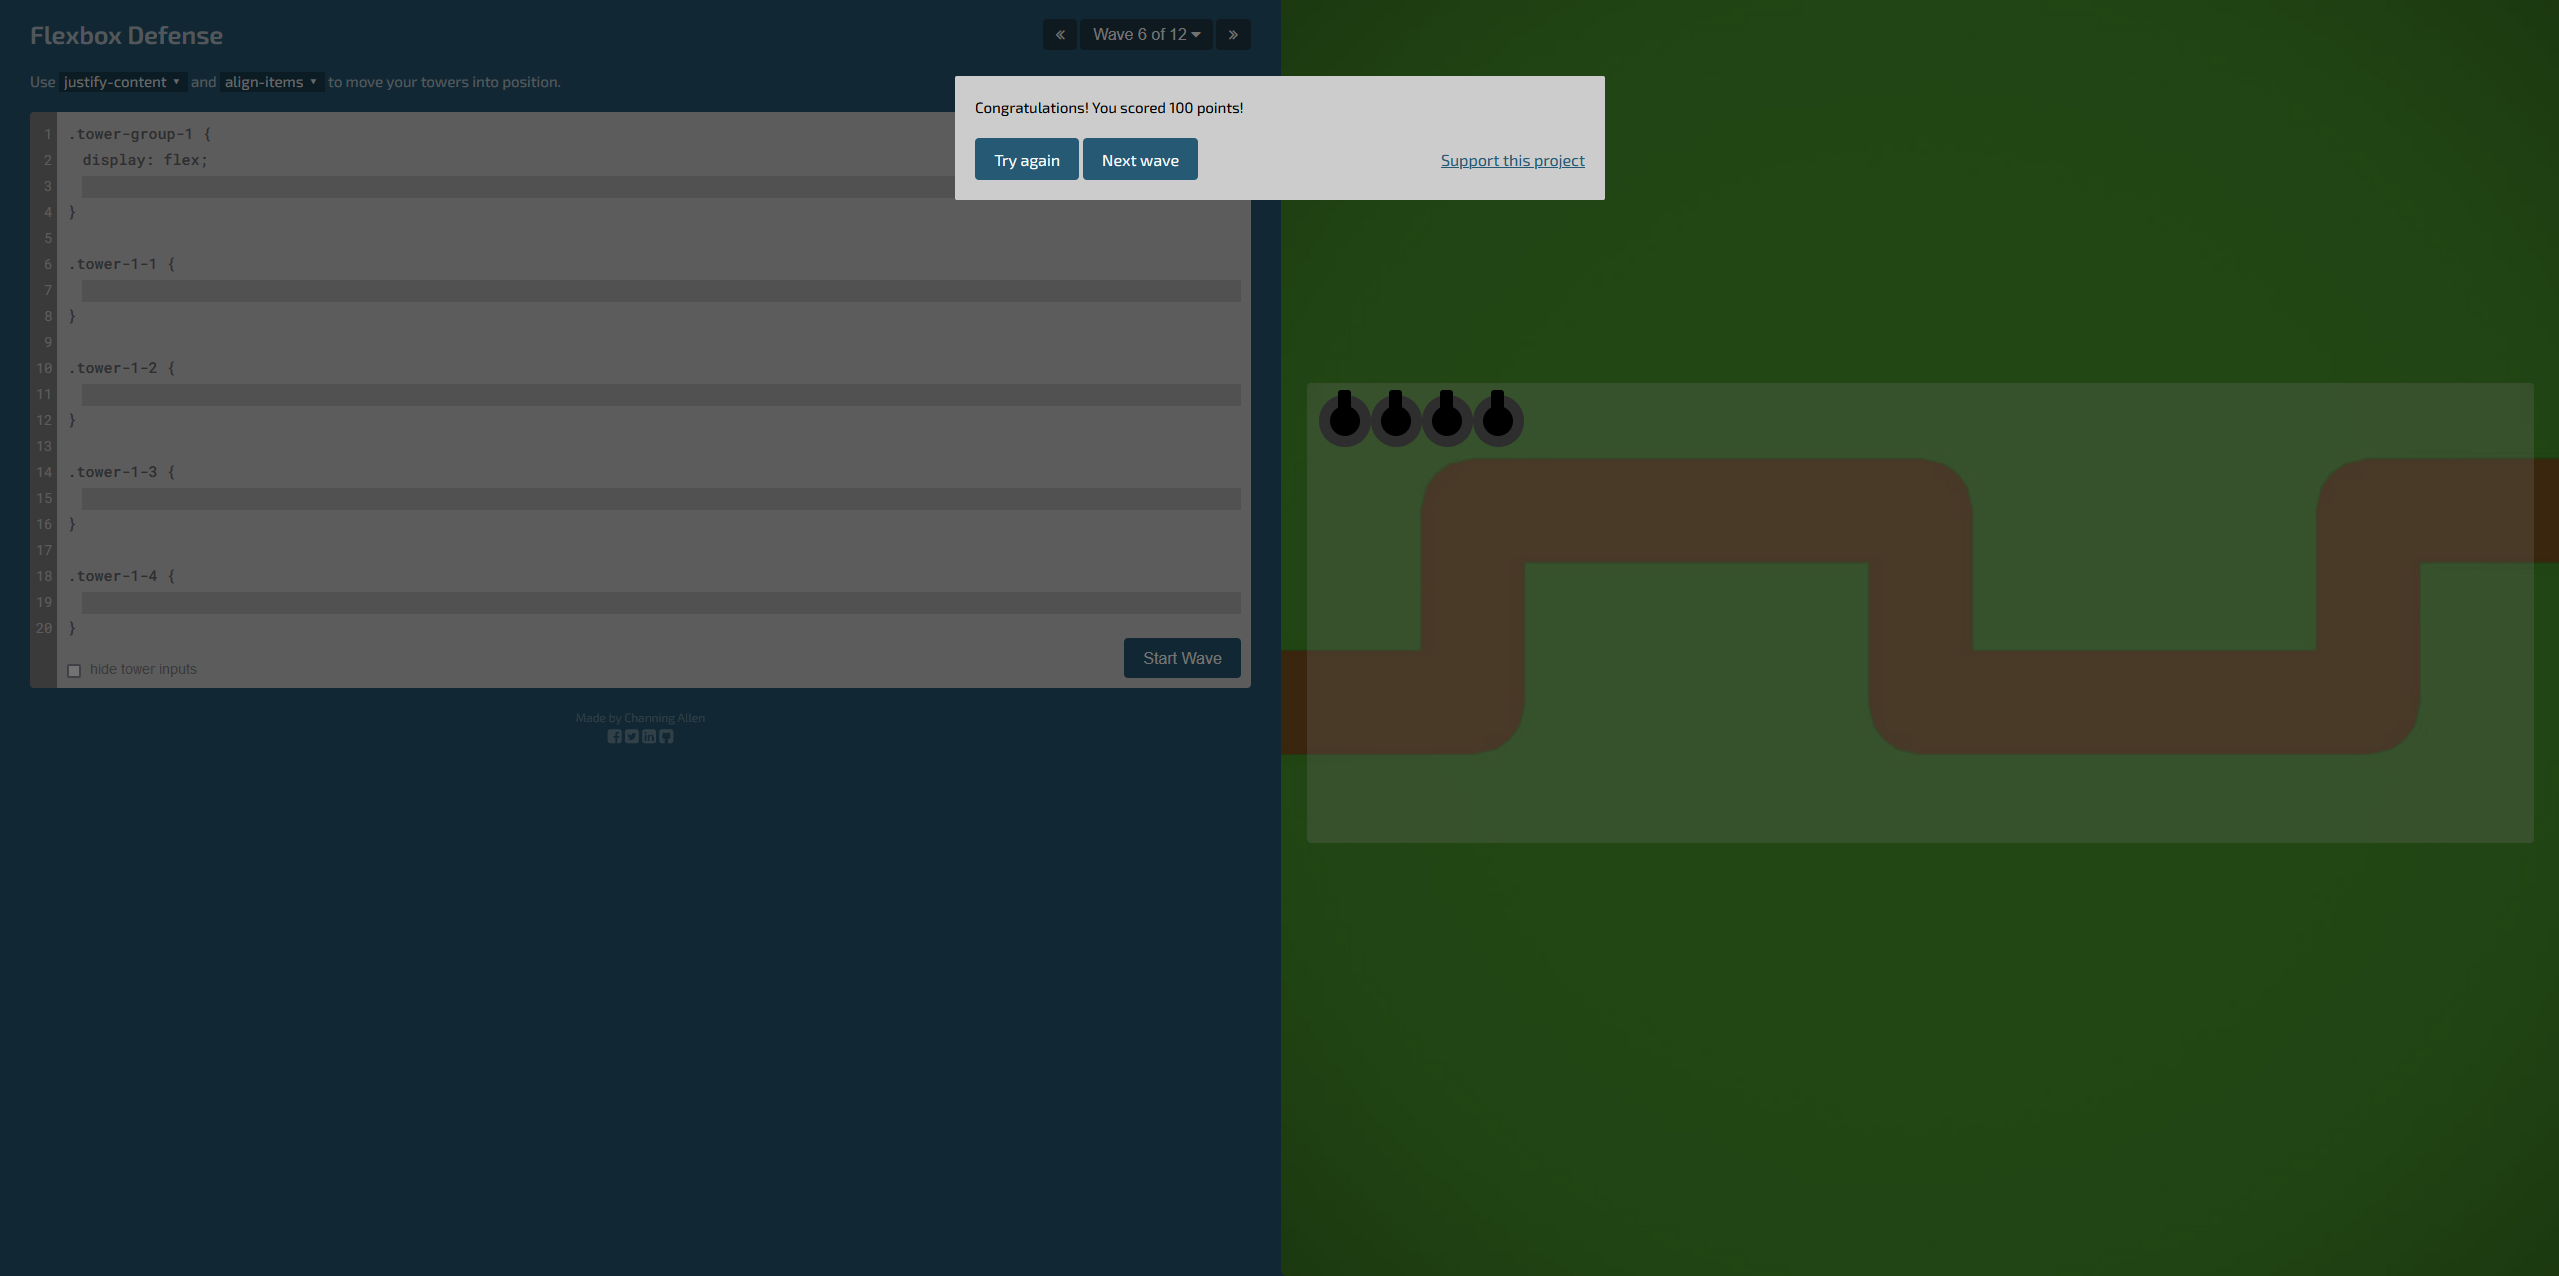 Flexbox Defense
« Wave 6 of 12 »
Use justify-content ▼ and align-items ▼ to move your towers into position.
Congratulations! You scored 100 points!
Try again Next wave Support this project
1 .tower-group-1 {
2 display: flex;
3
4 }
5
6 .tower-1-1 {
7
8 }
9
10 .tower-1-2 {
11
12 }
13
14 .tower-1-3 {
15
16 }
17
18 .tower-1-4 {
19
20 }
hide tower inputs Start Wave
Made by Channing Allen